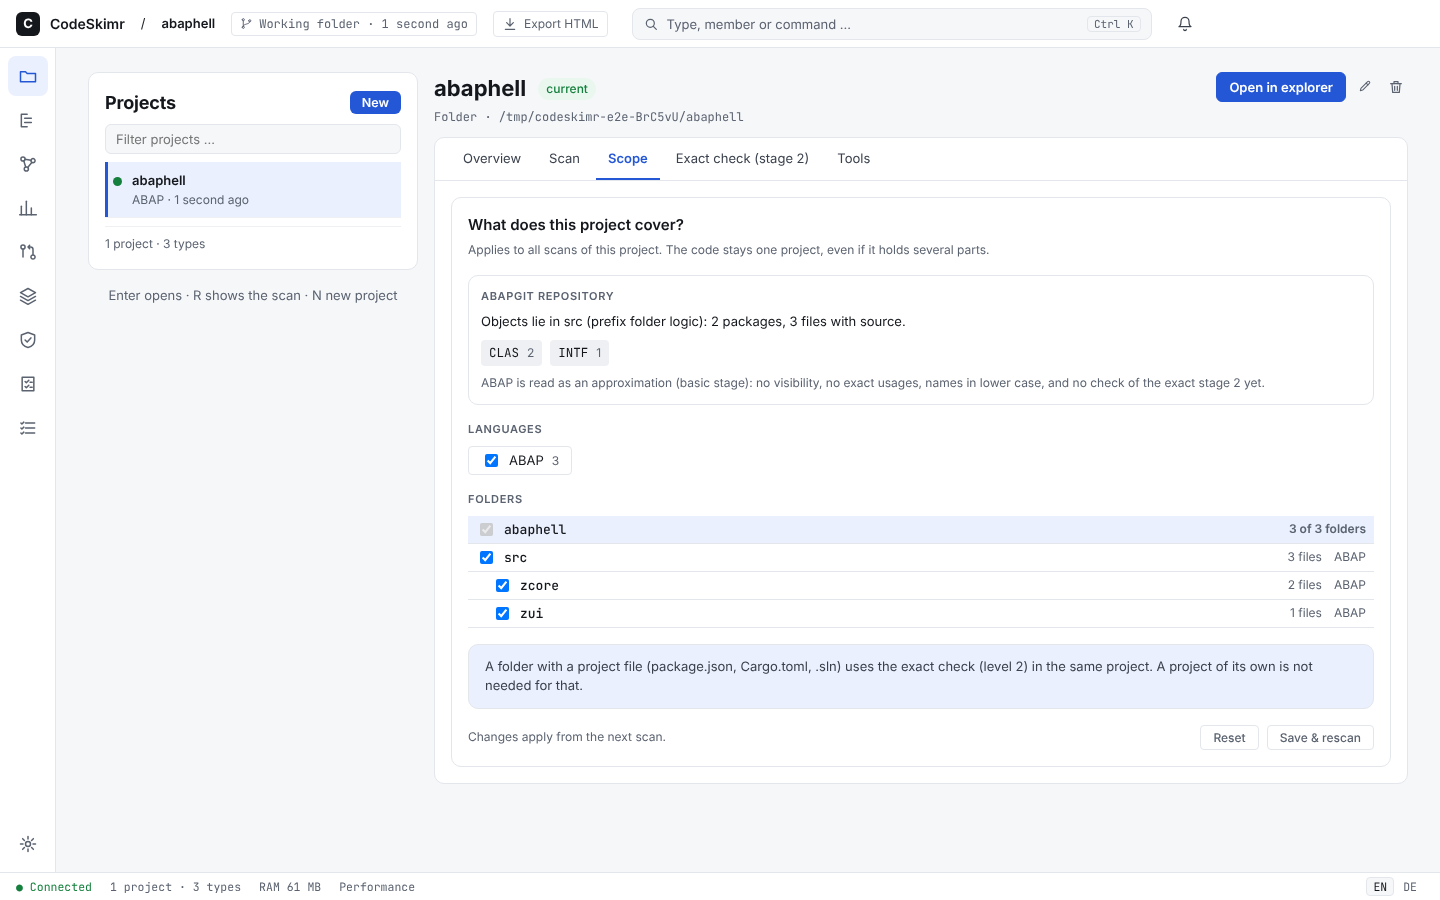 C CodeSkimr / abaphell Working folder · 1 second ago Export HTML Type, member or command ... Ctrl K
Projects
New
Filter projects ...
abaphell
ABAP · 1 second ago
1 project · 3 types
Enter opens · R shows the scan · N new project
abaphell current
Open in explorer
Folder · /tmp/codeskimr-e2e-BrC5vU/abaphell
Overview Scan Scope Exact check (stage 2) Tools
What does this project cover?
Applies to all scans of this project. The code stays one project, even if it holds several parts.
ABAPGIT REPOSITORY
Objects lie in src (prefix folder logic): 2 packages, 3 files with source.
CLAS 2 INTF 1
ABAP is read as an approximation (basic stage): no visibility, no exact usages, names in lower case, and no check of the exact stage 2 yet.
LANGUAGES
ABAP 3
FOLDERS
abaphell 3 of 3 folders
src 3 files ABAP
zcore 2 files ABAP
zui 1 files ABAP
A folder with a project file (package.json, Cargo.toml, .sln) uses the exact check (level 2) in the same project. A project of its own is not
needed for that.
Changes apply from the next scan.
Reset Save & rescan
Connected 1 project · 3 types RAM 61 MB Performance EN DE